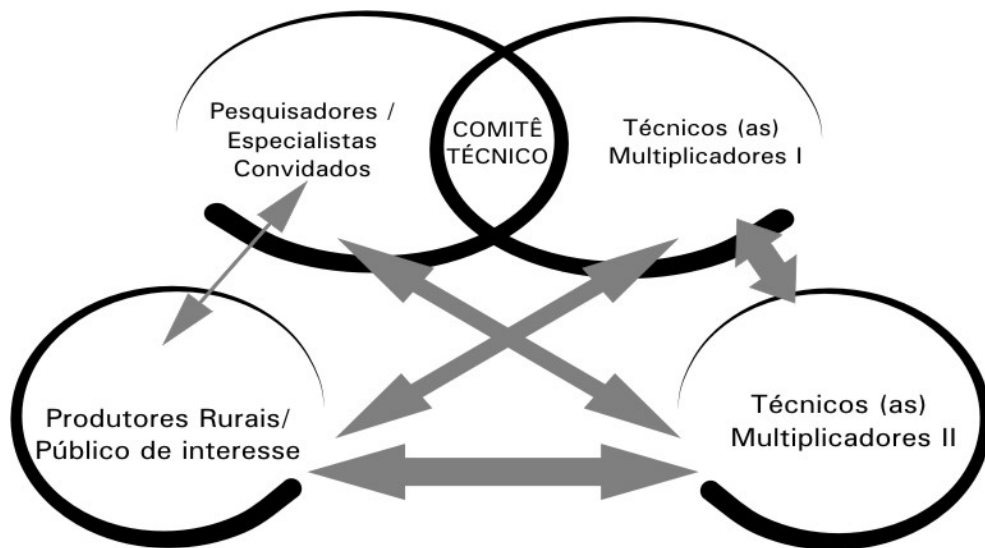 Pesquisadores /
Especialistas
Convidados
COMITÊ
TÉCNICO
Técnicos (as)
Multiplicadores I
Produtores Rurais/
Público de interesse
Técnicos (as)
Multiplicadores II